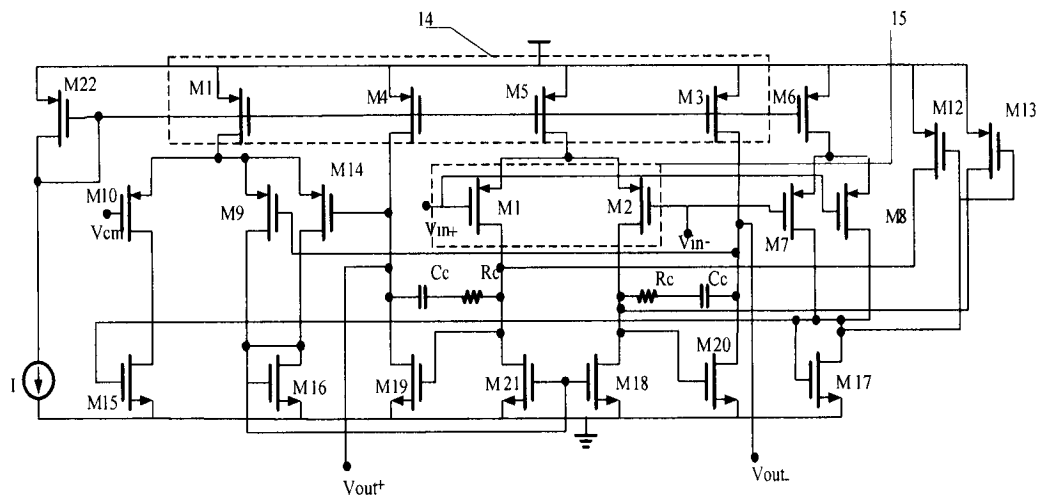 14
15
M22
M1
M4
M5
M3
M6
M12
M13
M10
M14
Vcm
M9
Vin+
M1
M2
Vin-
M7
M8
Cc
Rc
Rc
Cc
I
M15
M16
M19
M21
M18
M20
M17
Vout+
Vout-